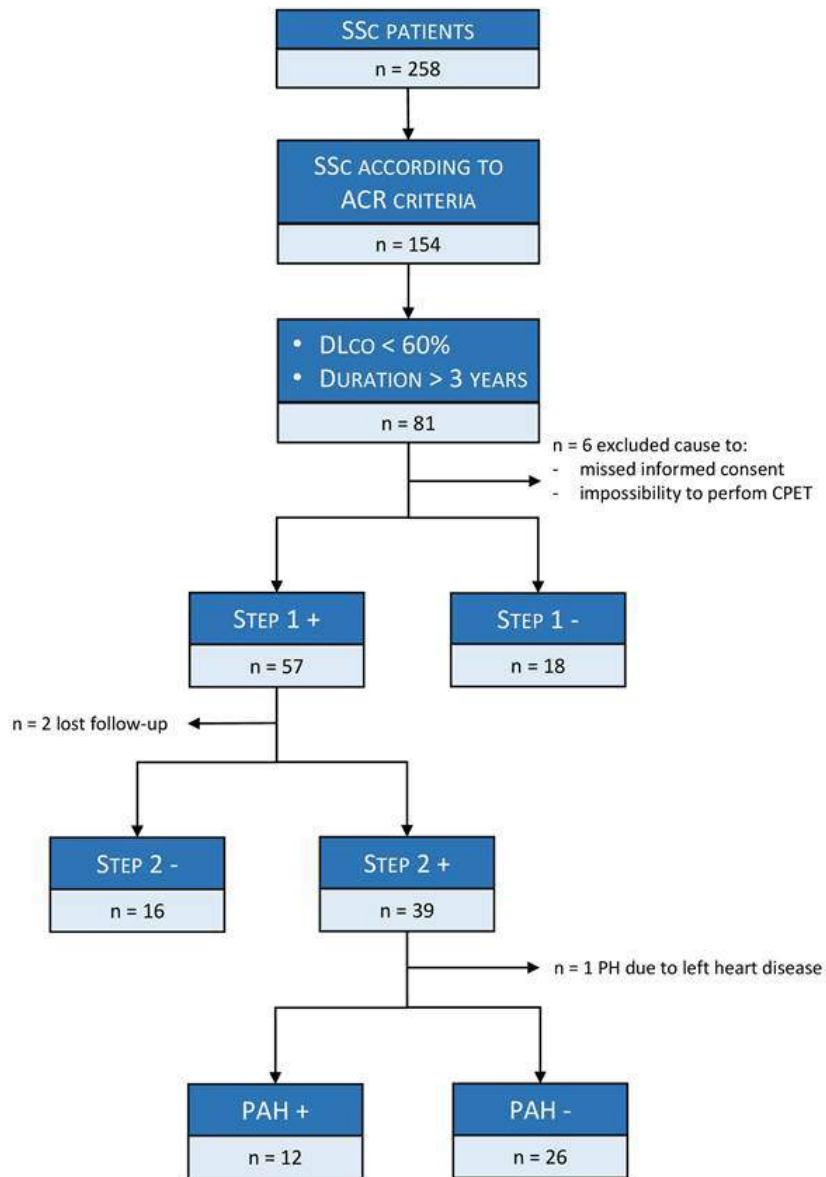 SSC PATIENTS
n = 258
SSC ACCORDING TO
ACR CRITERIA
n = 154
• DLCO < 60%
• DURATION > 3 YEARS
n = 81
n = 6 excluded cause to:
- missed informed consent
- impossibility to perfom CPET
STEP 1 +
n = 57
STEP 1 -
n = 18
n = 2 lost follow-up
STEP 2 -
n = 16
STEP 2 +
n = 39
n = 1 PH due to left heart disease
PAH +
n = 12
PAH -
n = 26